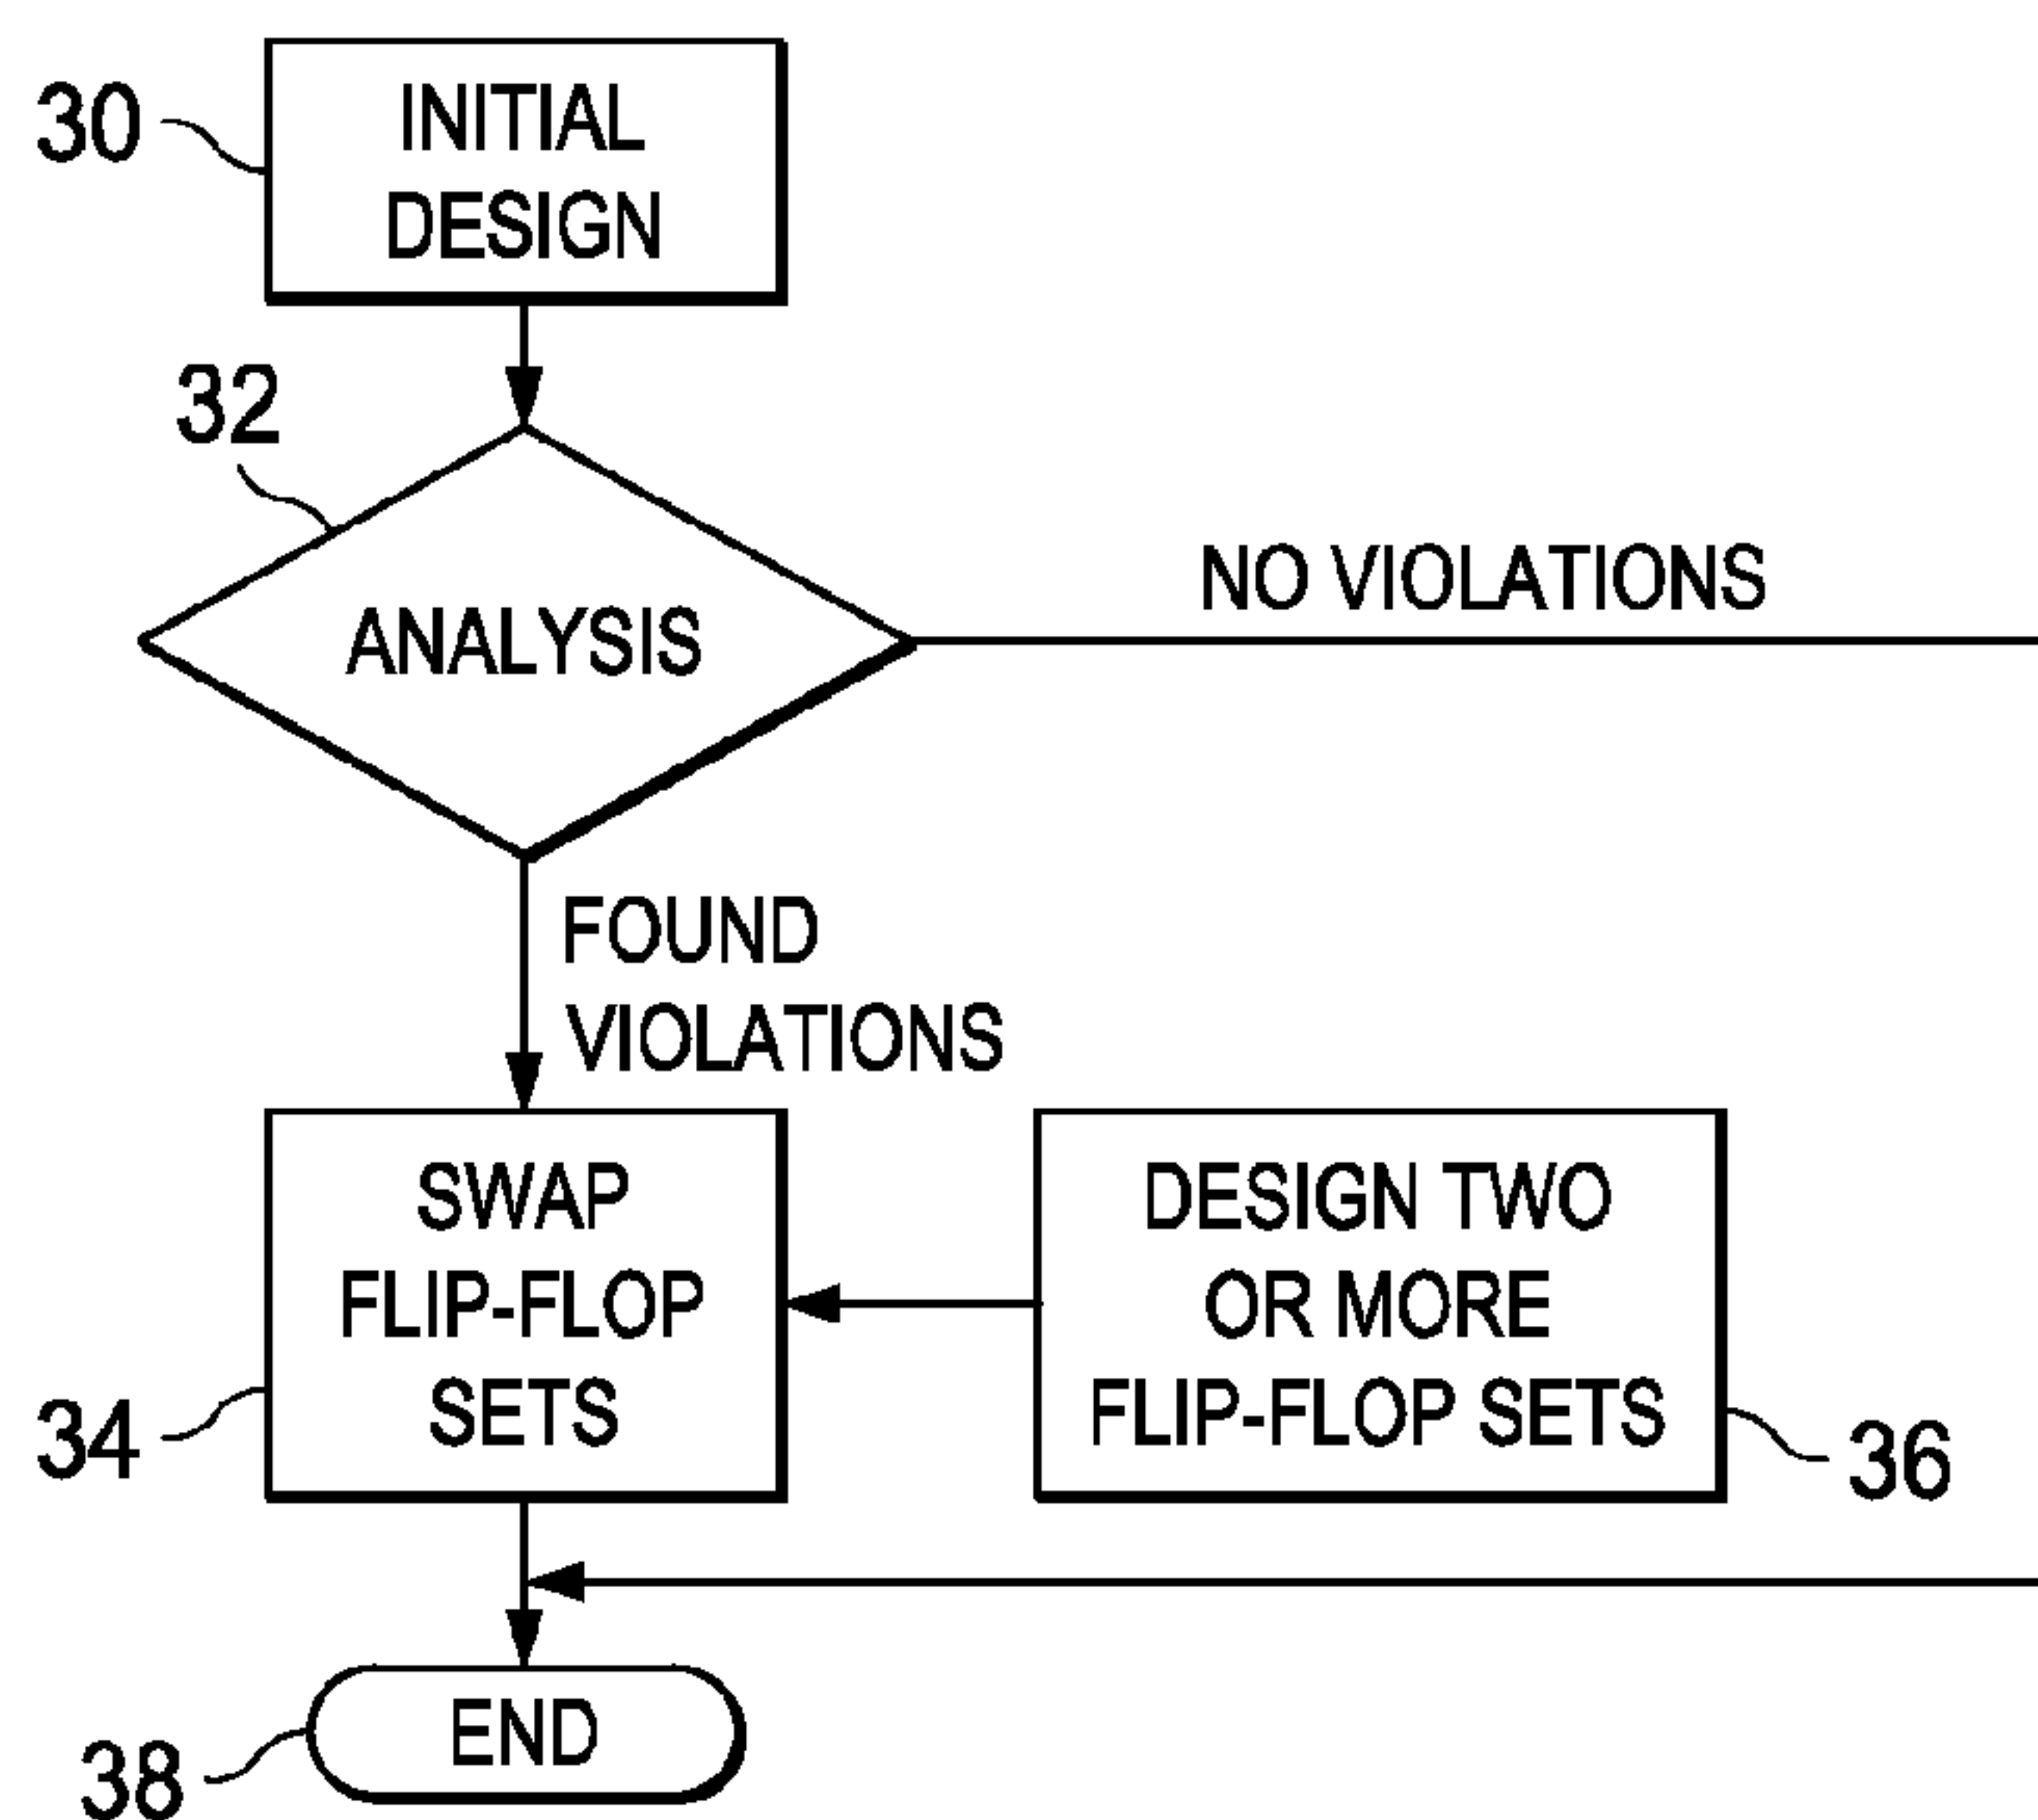 30
INITIAL
DESIGN
32
ANALYSIS
NO VIOLATIONS
FOUND
VIOLATIONS
SWAP
FLIP-FLOP
SETS
34
DESIGN TWO
OR MORE
FLIP-FLOP SETS
36
END
38